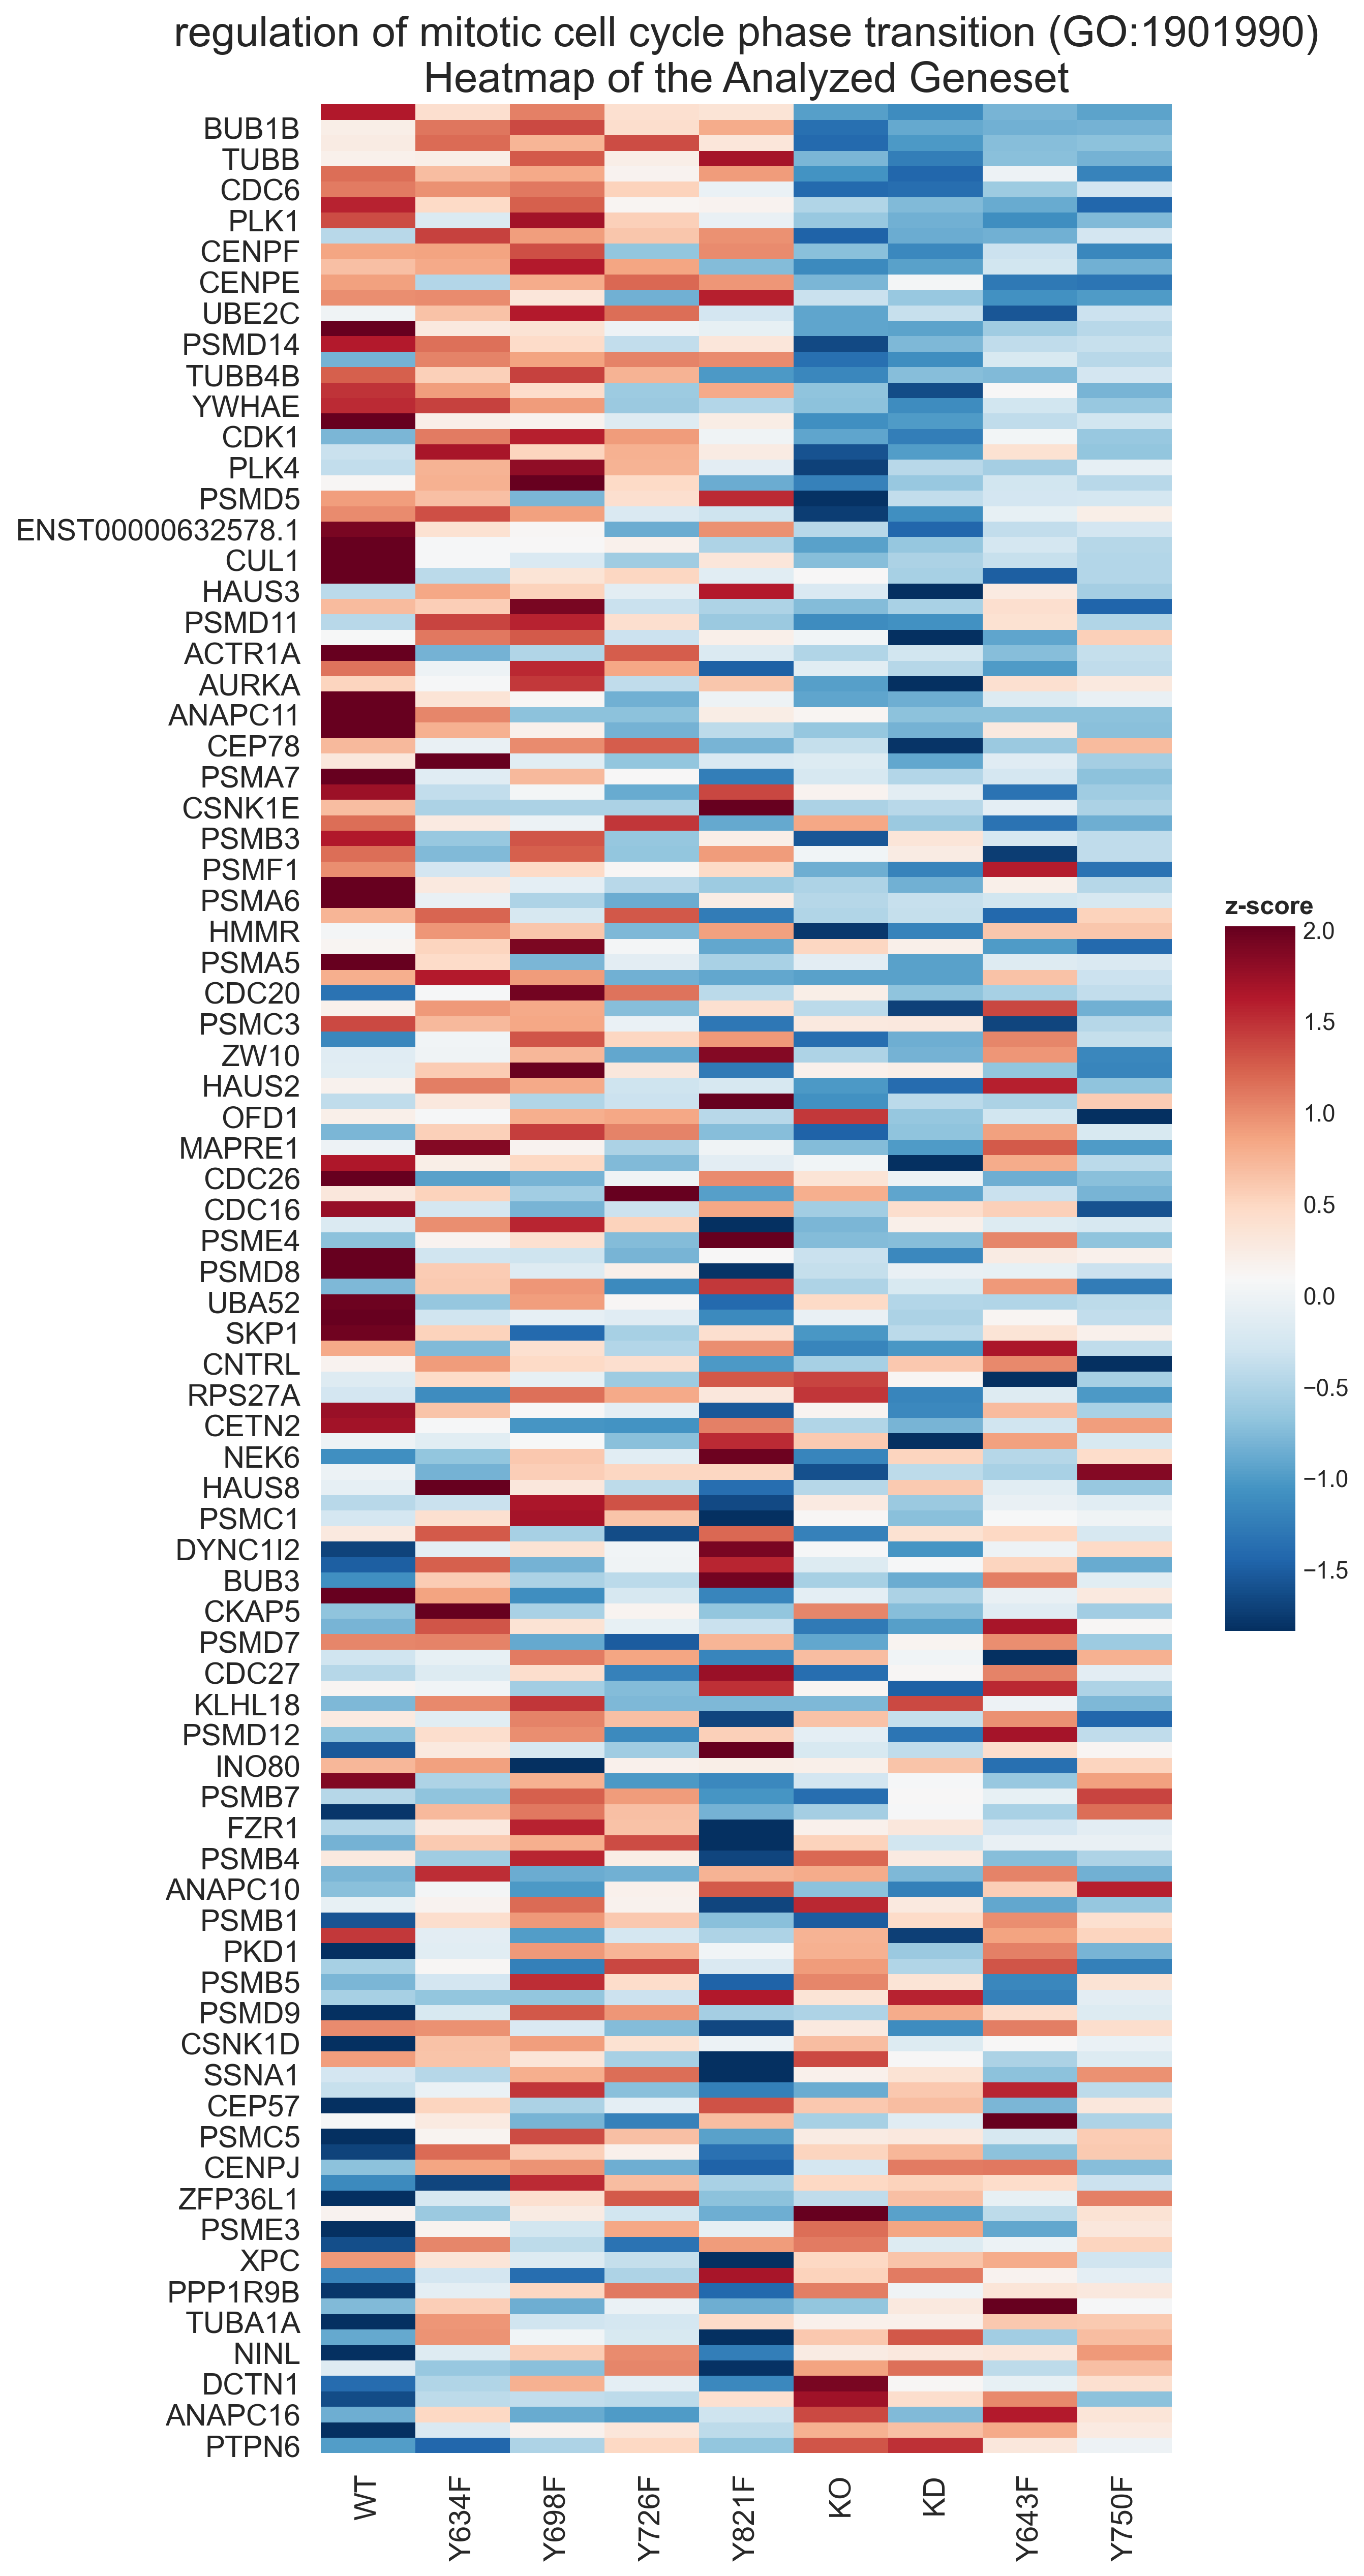 regulation of mitotic cell cycle phase transition (GO:1901990)
Heatmap of the Analyzed Geneset
BUB1B
TUBB
CDC6
PLK1
CENPF
CENPE
UBE2C
PSMD14
TUBB4B
YWHAE
CDK1
PLK4
PSMD5
ENST00000632578.1
CUL1
HAUS3
PSMD11
ACTR1A
AURKA
ANAPC11
CEP78
PSMA7
CSNK1E
PSMB3
PSMF1
PSMA6
HMMR
PSMA5
CDC20
PSMC3
ZW10
HAUS2
OFD1
MAPRE1
CDC26
CDC16
PSME4
PSMD8
UBA52
SKP1
CNTRL
RPS27A
CETN2
NEK6
HAUS8
PSMC1
DYNC1I2
BUB3
CKAP5
PSMD7
CDC27
KLHL18
PSMD12
INO80
PSMB7
FZR1
PSMB4
ANAPC10
PSMB1
PKD1
PSMB5
PSMD9
CSNK1D
SSNA1
CEP57
PSMC5
CENPJ
ZFP36L1
PSME3
XPC
PPP1R9B
TUBA1A
NINL
DCTN1
ANAPC16
PTPN6
WT
Y634F
Y698F
Y726F
Y821F
KO
KD
Y643F
Y750F
z-score
2.0
1.5
1.0
0.5
0.0
−0.5
−1.0
−1.5